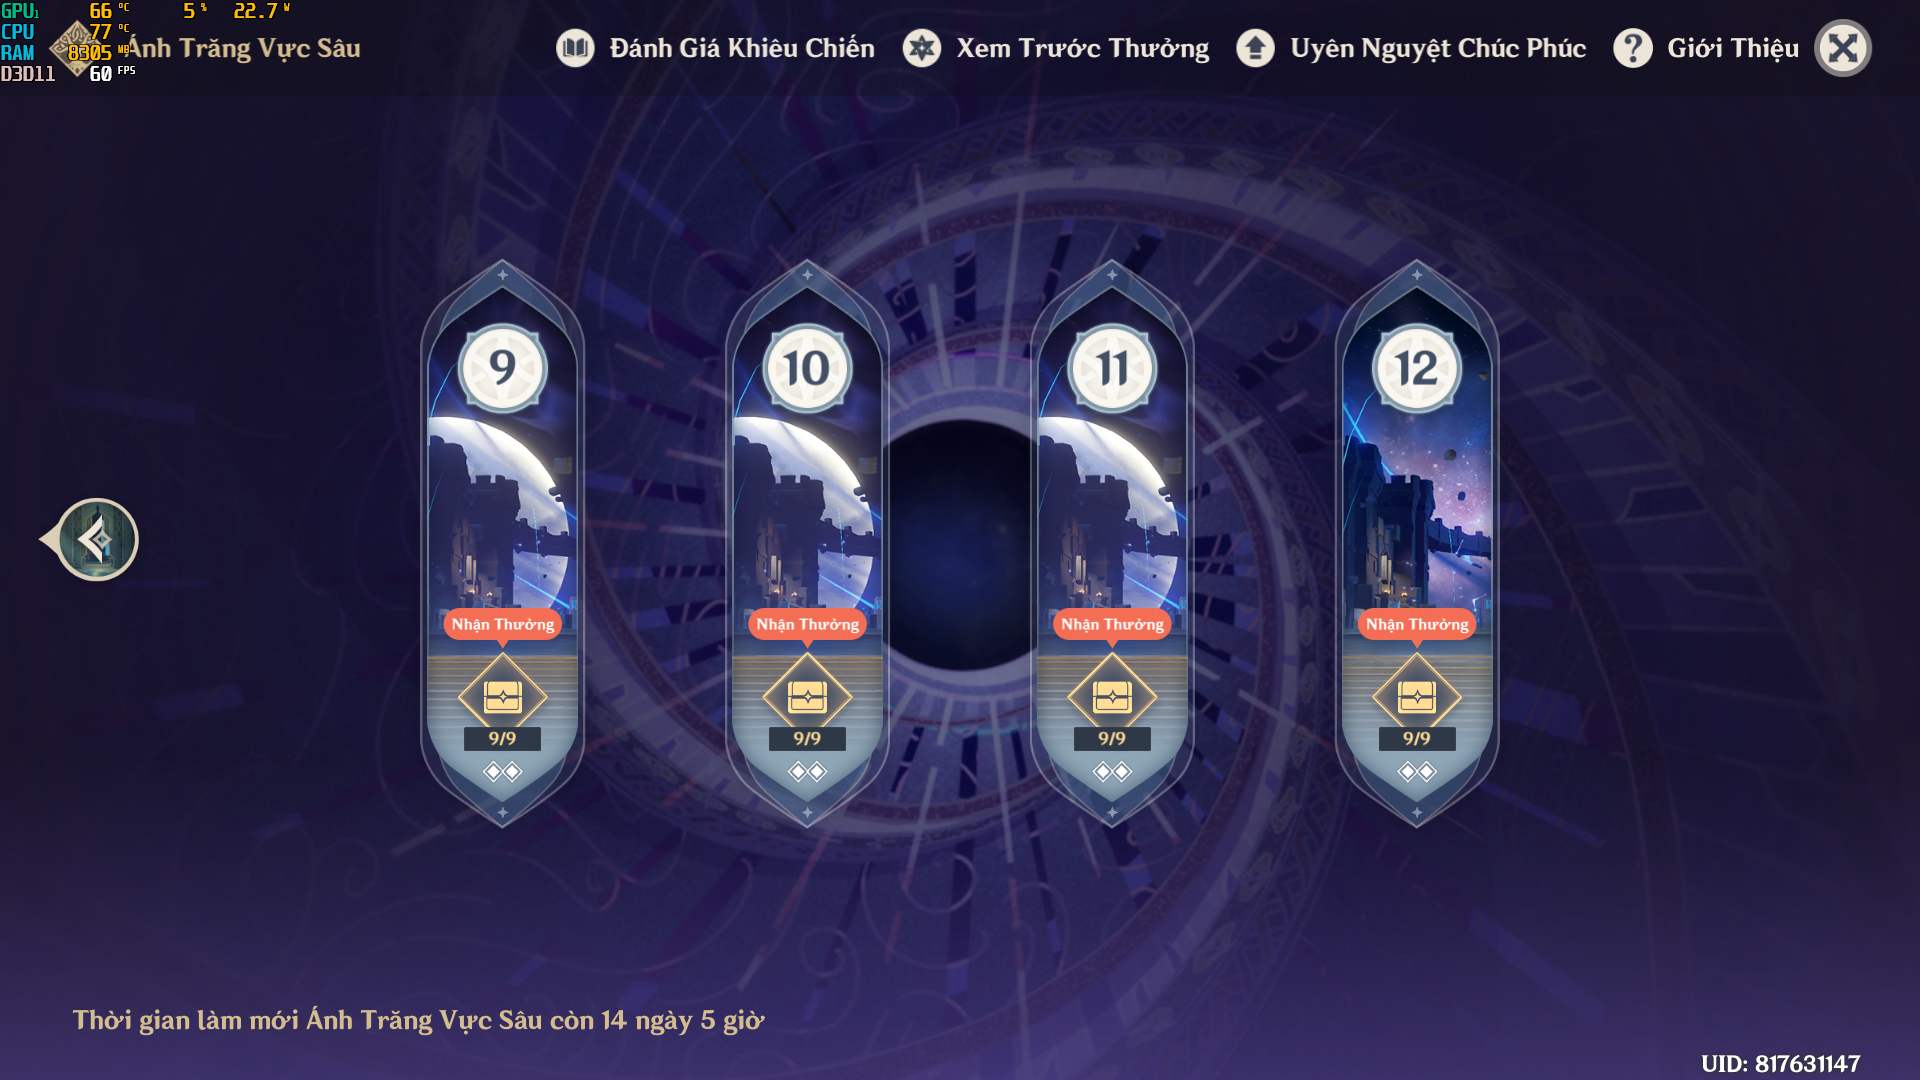 GPU1 66 °C 5 % 22.7 W
CPU 77 °C
RAM 8305 MB
D3D11 60 FPS
Ánh Trăng Vực Sâu
Đánh Giá Khiêu Chiến
Xem Trước Thưởng
Uyên Nguyệt Chúc Phúc
? Giới Thiệu
9
10
11
12
Nhận Thưởng
Nhận Thưởng
Nhận Thưởng
Nhận Thưởng
9/9
9/9
9/9
9/9
Thời gian làm mới Ánh Trăng Vực Sâu còn 14 ngày 5 giờ
UID: 817631147